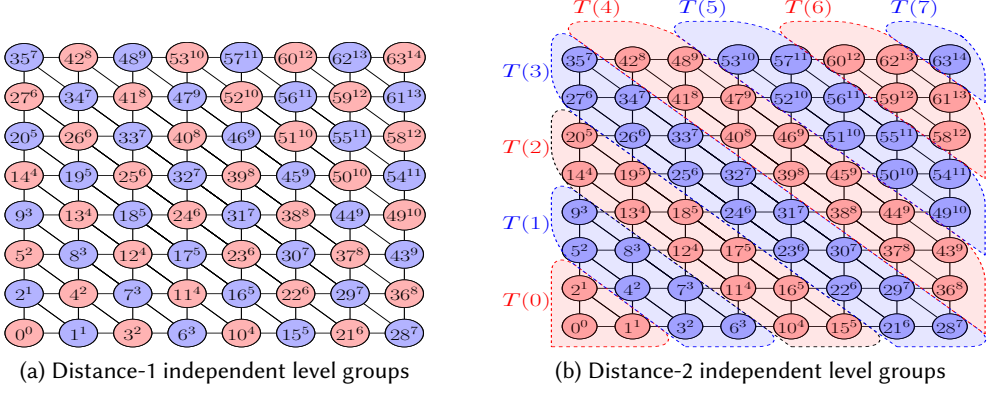 35⁷ 42⁸ 48⁹ 53¹⁰ 57¹¹ 60¹² 62¹³ 63¹⁴
27⁶ 34⁷ 41⁸ 47⁹ 52¹⁰ 56¹¹ 59¹² 61¹³
20⁵ 26⁶ 33⁷ 40⁸ 46⁹ 51¹⁰ 55¹¹ 58¹²
14⁴ 19⁵ 25⁶ 32⁷ 39⁸ 45⁹ 50¹⁰ 54¹¹
9³ 13⁴ 18⁵ 24⁶ 31⁷ 38⁸ 44⁹ 49¹⁰
5² 8³ 12⁴ 17⁵ 23⁶ 30⁷ 37⁸ 43⁹
2¹ 4² 7³ 11⁴ 16⁵ 22⁶ 29⁷ 36⁸
0⁰ 1¹ 3² 6³ 10⁴ 15⁵ 21⁶ 28⁷
(a) Distance-1 independent level groups
T(4) T(5) T(6) T(7)
35⁷ 42⁸ 48⁹ 53¹⁰ 57¹¹ 60¹² 62¹³ 63¹⁴
T(3)
27⁶ 34⁷ 41⁸ 47⁹ 52¹⁰ 56¹¹ 59¹² 61¹³
20⁵ 26⁶ 33⁷ 40⁸ 46⁹ 51¹⁰ 55¹¹ 58¹²
T(2)
14⁴ 19⁵ 25⁶ 32⁷ 39⁸ 45⁹ 50¹⁰ 54¹¹
9³ 13⁴ 18⁵ 24⁶ 31⁷ 38⁸ 44⁹ 49¹⁰
T(1)
5² 8³ 12⁴ 17⁵ 23⁶ 30⁷ 37⁸ 43⁹
2¹ 4² 7³ 11⁴ 16⁵ 22⁶ 29⁷ 36⁸
T(0)
0⁰ 1¹ 3² 6³ 10⁴ 15⁵ 21⁶ 28⁷
(b) Distance-2 independent level groups